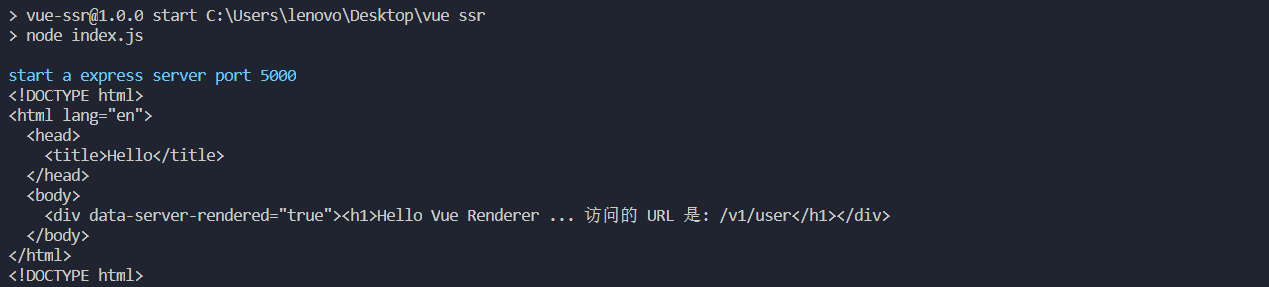 > vue-ssr@1.0.0 start C:\Users\lenovo\Desktop\vue ssr
> node index.js
start a express server port 5000
<!DOCTYPE html>
<html lang="en">
  <head>
    <title>Hello</title>
  </head>
  <body>
    <div data-server-rendered="true"><h1>Hello Vue Renderer ... 访问的 URL 是: /v1/user</h1></div>
  </body>
</html>
<!DOCTYPE html>